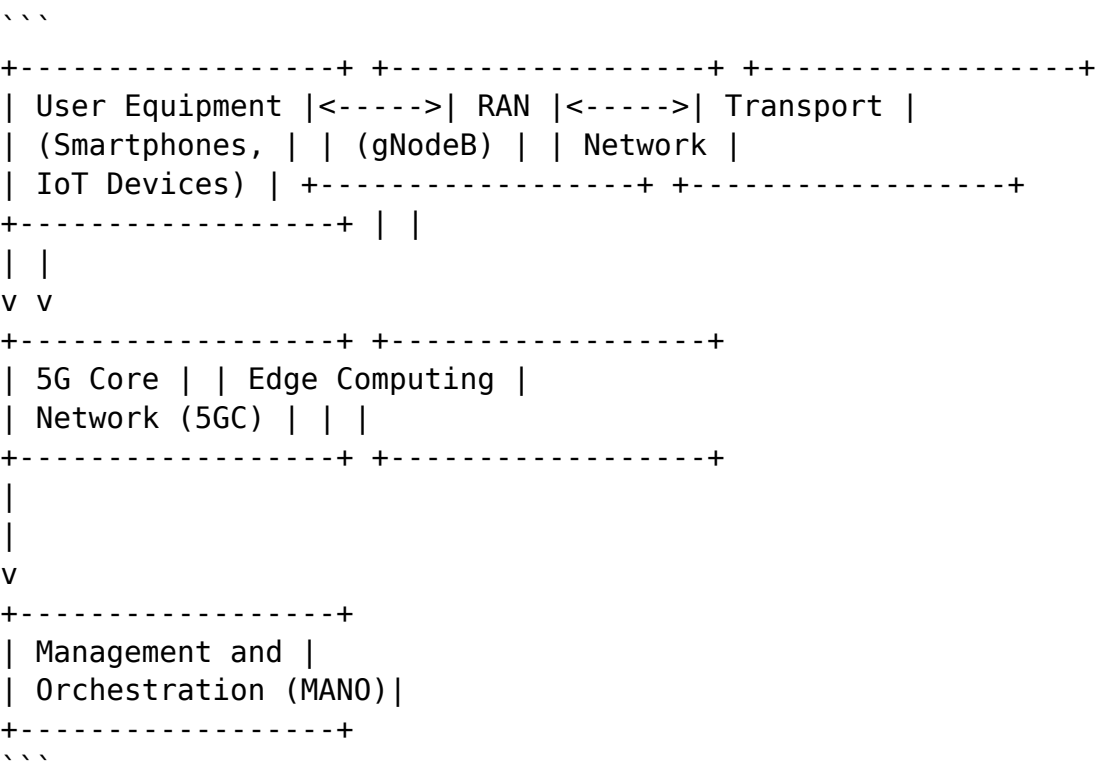 ```
+------------------+ +------------------+ +------------------+
| User Equipment |<----->| RAN |<----->| Transport |
| (Smartphones, | | (gNodeB) | | Network |
| IoT Devices) | +------------------+ +------------------+
+------------------+ | |
| |
v v
+------------------+ +------------------+
| 5G Core | | Edge Computing |
| Network (5GC) | | |
+------------------+ +------------------+
|
|
v
+------------------+
| Management and |
| Orchestration (MANO)|
+------------------+
```